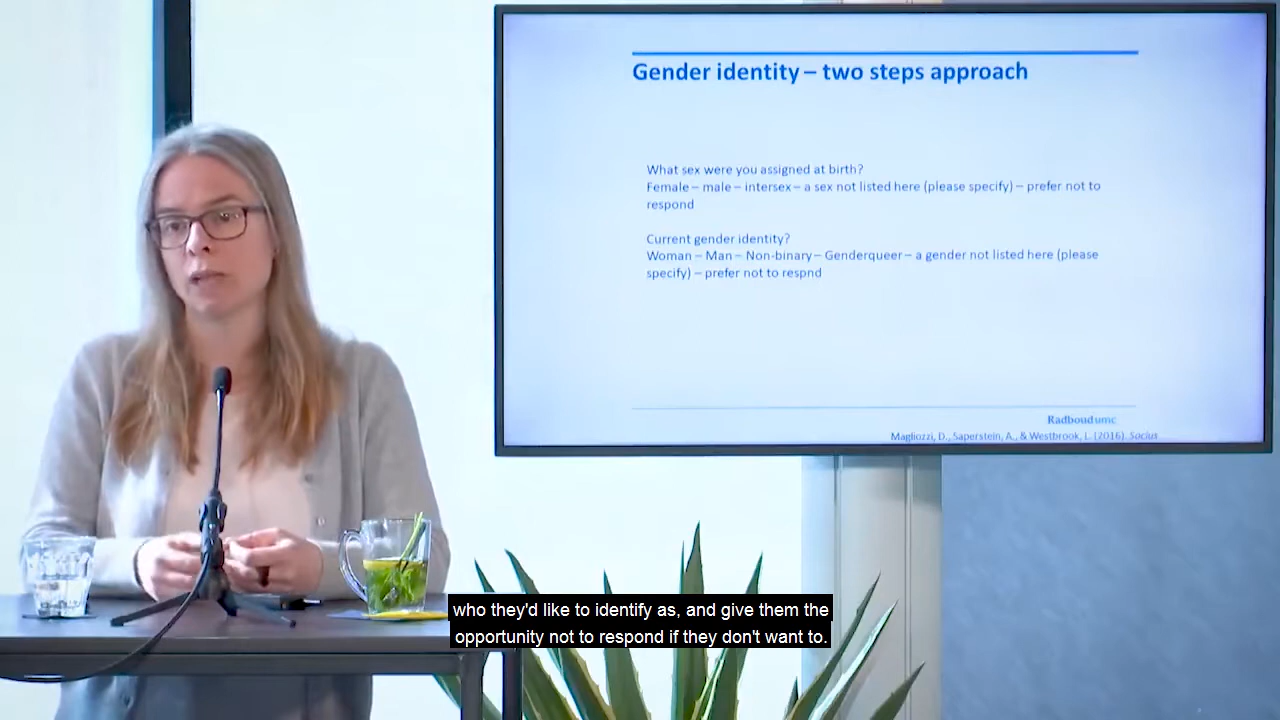 Gender identity – two steps approach
What sex were you assigned at birth?
Female – male – intersex – a sex not listed here (please specify) – prefer not to
respond
Current gender identity?
Woman – Man – Non-binary – Genderqueer – a gender not listed here (please
specify) – prefer not to respnd
Radboudumc
Magliozzi, D., Saperstein, A., & Westbrook, L. (2016). Socius
who they'd like to identify as, and give them the
opportunity not to respond if they don't want to.